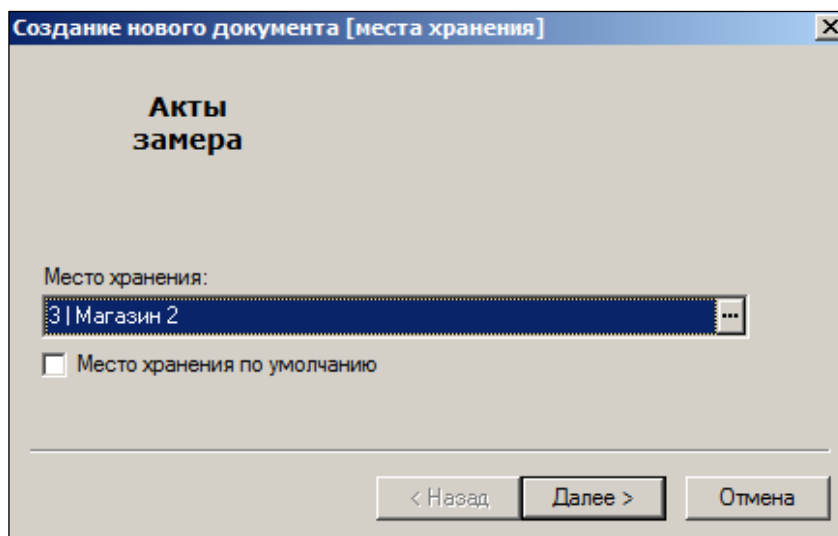 Создание нового документа [места хранения]
Акты
замера
Место хранения:
3 | Магазин 2
...
Место хранения по умолчанию
< Назад
Далее >
Отмена